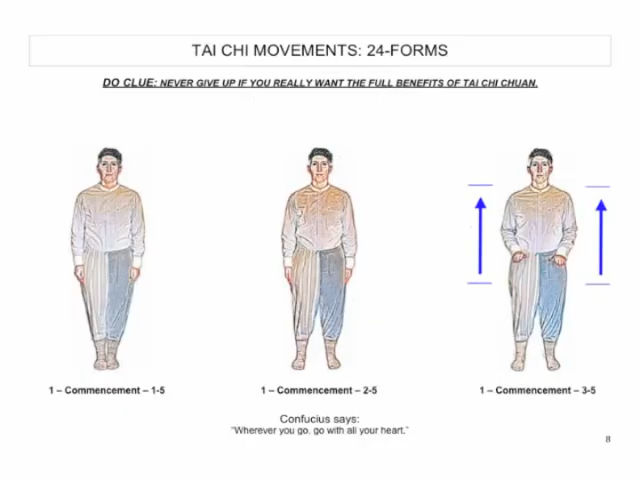 TAI CHI MOVEMENTS: 24-FORMS
DO CLUE: NEVER GIVE UP IF YOU REALLY WANT THE FULL BENEFITS OF TAI CHI CHUAN.
1 – Commencement – 1-5
1 – Commencement – 2-5
1 – Commencement – 3-5
Confucius says:
"Wherever you go, go with all your heart."
8